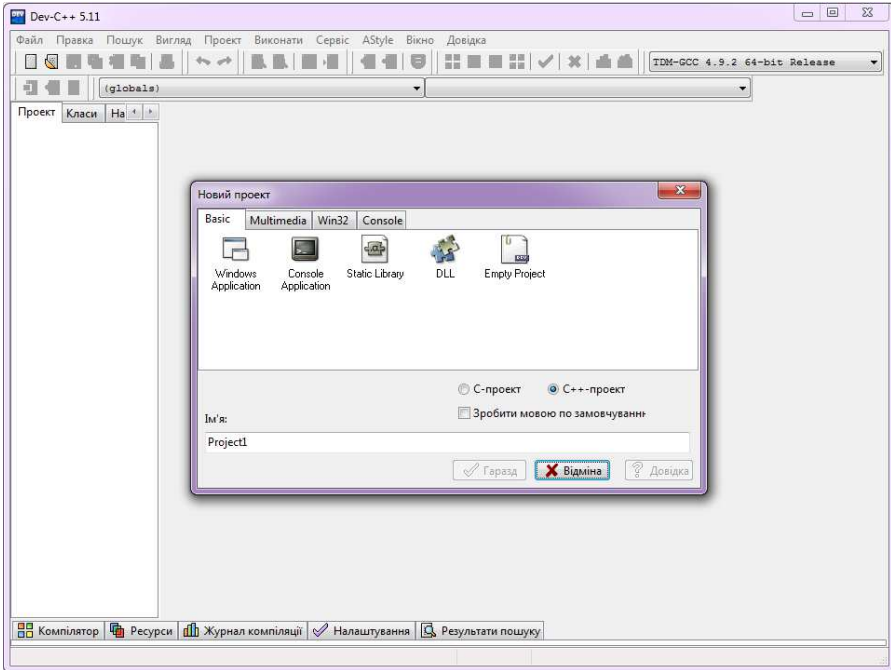 Dev-C++ 5.11
Файл Правка Пошук Вигляд Проект Виконати Сервіс AStyle Вікно Довідка
TDM-GCC 4.9.2 64-bit Release
(globals)
Проект Класи На
Новий проект
Basic Multimedia Win32 Console
Windows Application
Console Application
Static Library
DLL
Empty Project
C-проект C++-проект
Зробити мовою по замовчуванн
Ім'я:
Project1
Гаразд Відміна Довідка
Компілятор Ресурси Журнал компіляції Налаштування Результати пошуку